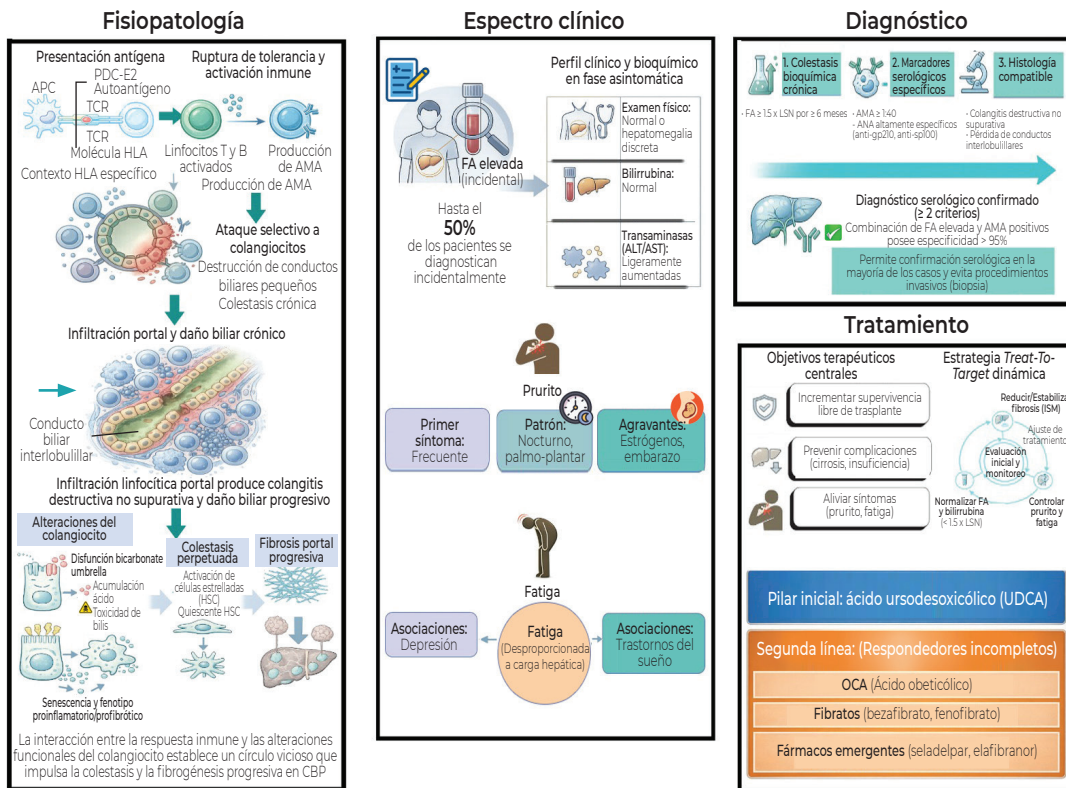 Fisiopatología
Presentación antígena
PDC-E2
Autoantígeno
APC
TCR
TCR
Molécula HLA
Contexto HLA específico
Ruptura de tolerancia y
activación inmune
Linfocitos T y B
activados
Producción
de AMA
Producción de AMA
Ataque selectivo a
colangiocitos
Destrucción de conductos
biliares pequeños
Colestasis crónica
Infiltración portal y daño biliar crónico
Conducto
biliar
interlobulillar
Infiltración linfocítica portal produce colangitis
destructiva no supurativa y daño biliar progresivo
Alteraciones del
colangiocito
Disfunción bicarbonate
umbrella
Acumulación
ácido
Toxicidad de
bilis
Senescencia y fenotipo
proinflamatorio/profibrótico
Colestasis
perpetuada
Activación de
células estrelladas
(HSC)
Quiescente HSC
Fibrosis portal
progresiva
La interacción entre la respuesta inmune y las alteraciones
funcionales del colangiocito establece un círculo vicioso que
impulsa la colestasis y la fibrogénesis progresiva en CBP
Espectro clínico
FA elevada
(incidental)
Hasta el
50%
de los pacientes se
diagnostican
incidentalmente
Perfil clínico y bioquímico
en fase asintomática
Examen físico:
Normal o
hepatomegalia
discreta
Bilirrubina:
Normal
Transaminasas
(ALT/AST):
Ligeramente
aumentadas
Prurito
Primer
síntoma:
Frecuente
Patrón:
Nocturno,
palmo-plantar
Agravantes:
Estrógenos,
embarazo
Fatiga
Asociaciones:
Depresión
Fatiga
(Desproporcionada
a carga hepática)
Asociaciones:
Trastornos del
sueño
Diagnóstico
1. Colestasis
bioquímica
crónica
• FA ≥ 1.5 x LSN por ≥ 6 meses
2. Marcadores
serológicos
específicos
• AMA ≥ 1:40
• ANA altamente específicos
(anti-gp210, anti-sp100)
3. Histología
compatible
• Colangitis destructiva no
supurativa
• Pérdida de conductos
interlobulillares
Diagnóstico serológico confirmado
(≥ 2 criterios)
Combinación de FA elevada y AMA positivos
posee especificidad > 95%
Permite confirmación serológica en la
mayoría de los casos y evita procedimientos
invasivos (biopsia)
Tratamiento
Objetivos terapéuticos
centrales
Incrementar supervivencia
libre de trasplante
Prevenir complicaciones
(cirrosis, insuficiencia)
Aliviar síntomas
(prurito, fatiga)
Estrategia Treat-To-
Target dinámica
Reducir/Estabiliza
fibrosis (ISM)
Ajuste de
tratamiento
Evaluación
inicial y
monitoreo
Normalizar FA
y bilirrubina
(< 1.5 x LSN)
Controlar
prurito y
fatiga
Pilar inicial: ácido ursodesoxicólico (UDCA)
Segunda línea: (Respondedores incompletos)
OCA (Ácido obeticólico)
Fibratos (bezafibrato, fenofibrato)
Fármacos emergentes (seladelpar, elafibranor)